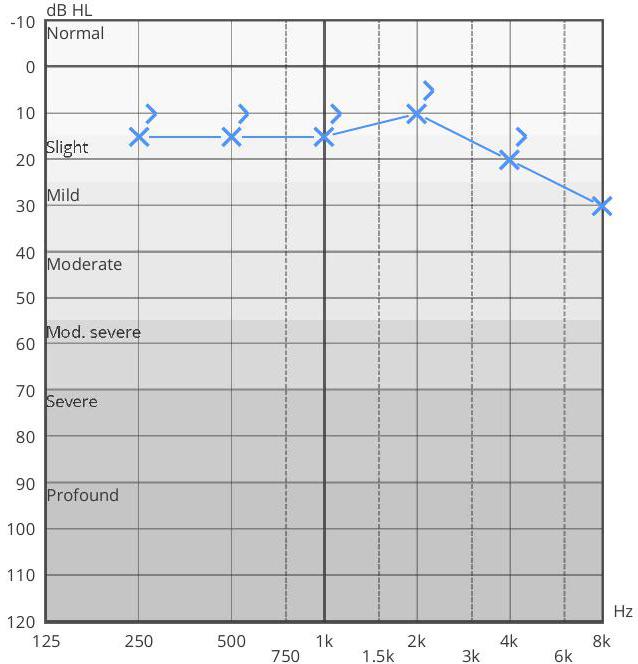 dB HL
-10
Normal
0
10
Slight
20
Mild
30
40
Moderate
50
Mod. severe
60
70
Severe
80
90
Profound
100
110
120
Hz
125 250 500 1k 2k 4k 8k
750 1.5k 3k 6k